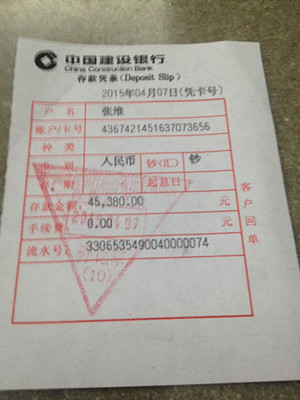 中国建设银行
China Construction Bank
存款凭条(Deposit Slip)
2015年04月07日(凭卡号)
户 名 张维
账户/卡号 4367421451637073656
种 类
币 别 人民币 钞(汇) 钞
存 期 起息日
存款金额: 45,380.00 元
手续费: 0.00 元
流水号: 3306535490040000074
客户回单
(10)